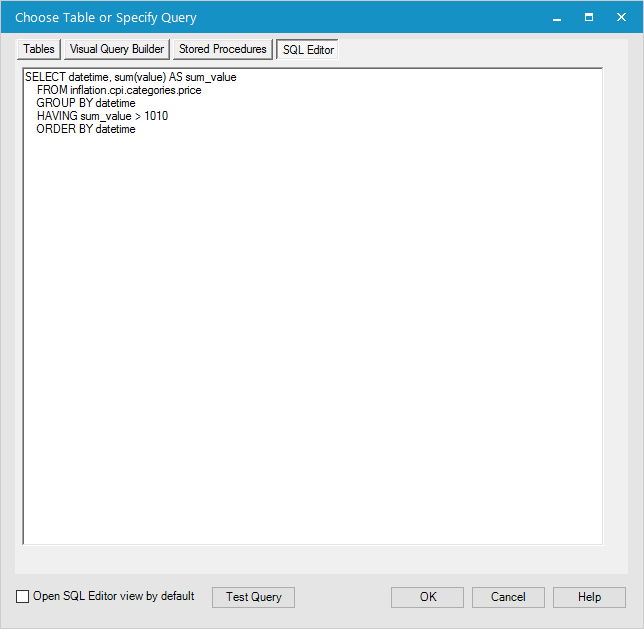 Choose Table or Specify Query
Tables
Visual Query Builder
Stored Procedures
SQL Editor
SELECT datetime, sum(value) AS sum_value
FROM inflation.cpi.categories.price
GROUP BY datetime
HAVING sum_value > 1010
ORDER BY datetime
Open SQL Editor view by default
Test Query
OK
Cancel
Help